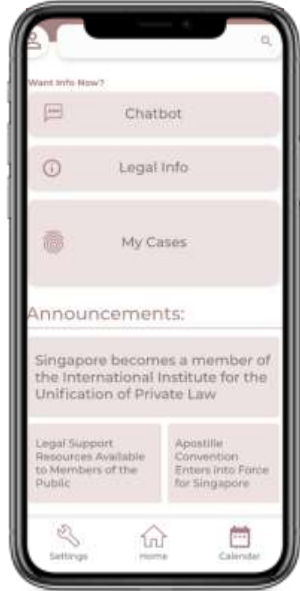 Want Info Now?
Chatbot
Legal Info
My Cases
Announcements:
Singapore becomes a member of
the International Institute for the
Unification of Private Law
Legal Support
Resources Available
to Members of the
Public
Apostille
Convention
Enters into Force
for Singapore
Settings
Home
Calendar